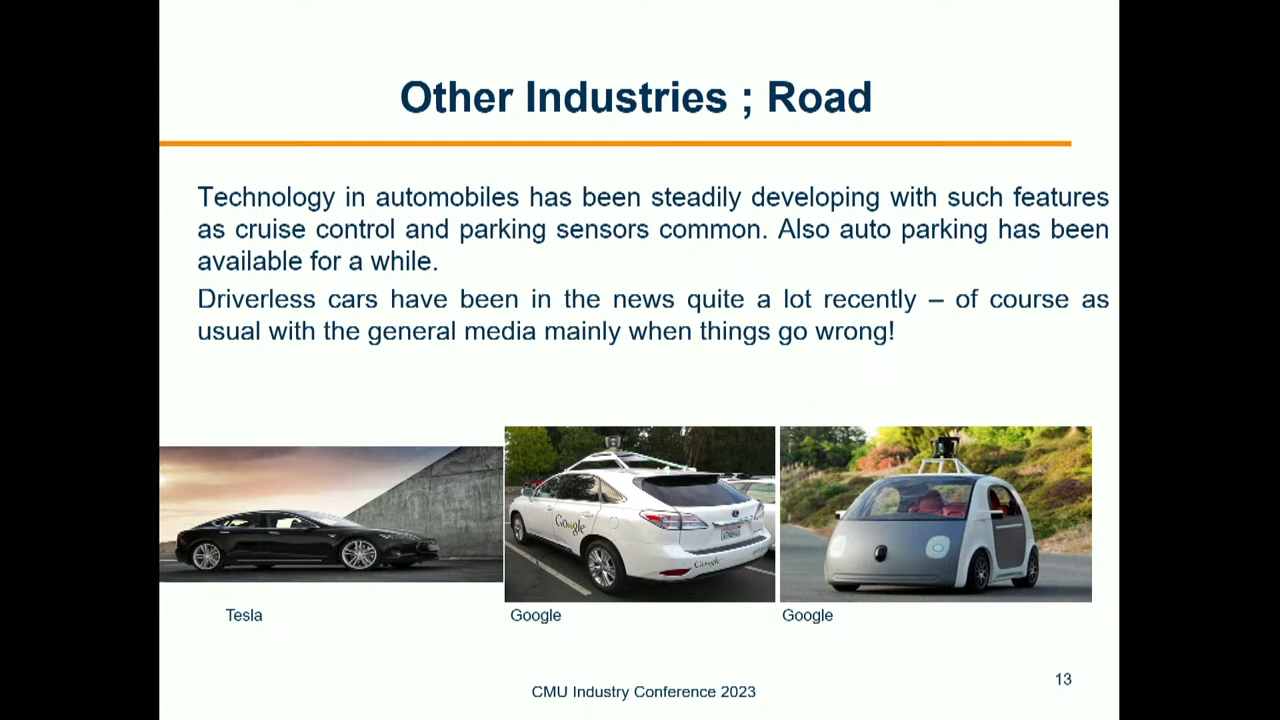 Other Industries ; Road
Technology in automobiles has been steadily developing with such features
as cruise control and parking sensors common. Also auto parking has been
available for a while.
Driverless cars have been in the news quite a lot recently – of course as
usual with the general media mainly when things go wrong!
Google
Google
Tesla
Google
Google
13
CMU Industry Conference 2023